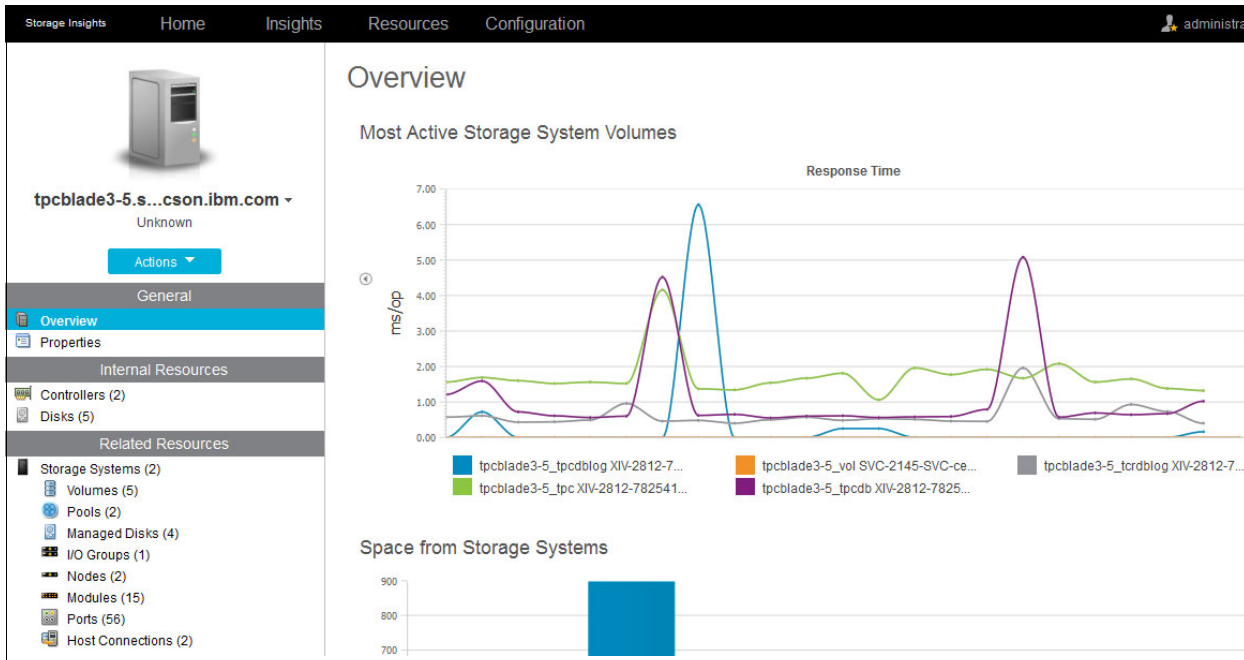 Storage Insights Home Insights Resources Configuration administra
tpcblade3-5.s...cson.ibm.com
Unknown
Actions
General
Overview
Properties
Internal Resources
Controllers (2)
Disks (5)
Related Resources
Storage Systems (2)
Volumes (5)
Pools (2)
Managed Disks (4)
I/O Groups (1)
Nodes (2)
Modules (15)
Ports (56)
Host Connections (2)
Overview
Most Active Storage System Volumes
Response Time
7.00
6.00
5.00
4.00
3.00
2.00
1.00
0.00
ms/op
tpcblade3-5_tpcdblog XIV-2812-7... tpcblade3-5_vol SVC-2145-SVC-ce... tpcblade3-5_tcrdblog XIV-2812-7...
tpcblade3-5_tpc XIV-2812-782541... tpcblade3-5_tpcdb XIV-2812-7825...
Space from Storage Systems
900
800
700